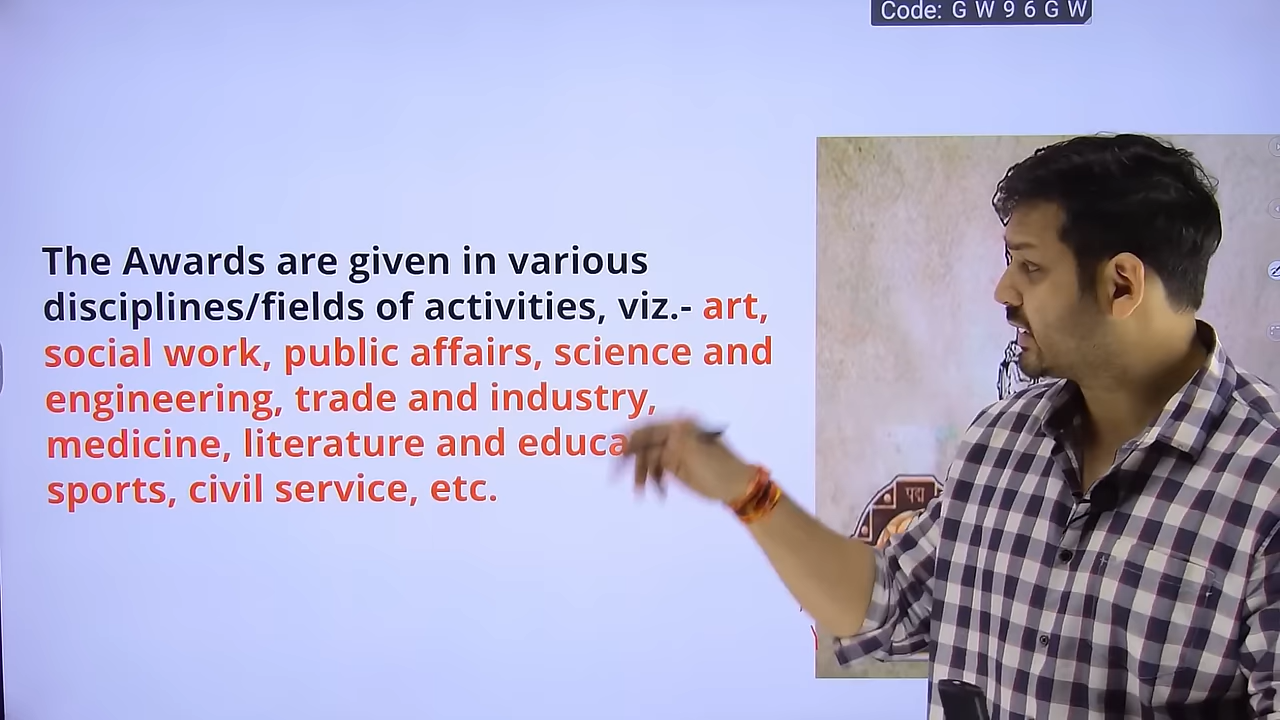 Code: G W 9 6 G W
The Awards are given in various
disciplines/fields of activities, viz.- art,
social work, public affairs, science and
engineering, trade and industry,
medicine, literature and
sports, civil service, etc.
पद्म